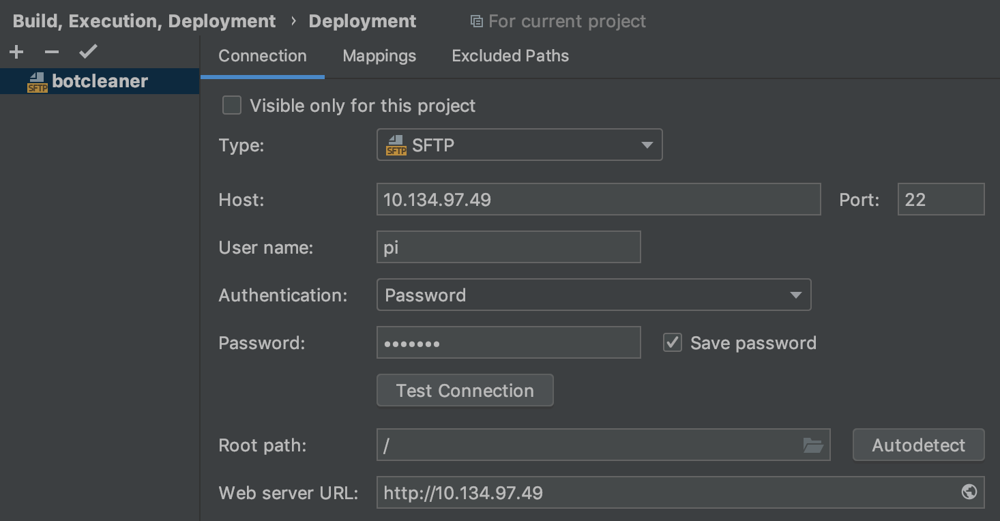 Build, Execution, Deployment › Deployment For current project
Connection Mappings Excluded Paths
SFTP botcleaner
Visible only for this project
Type: SFTP SFTP
Host: 10.134.97.49 Port: 22
User name: pi
Authentication: Password
Password: ••••••• Save password
Test Connection
Root path: / Autodetect
Web server URL: http://10.134.97.49